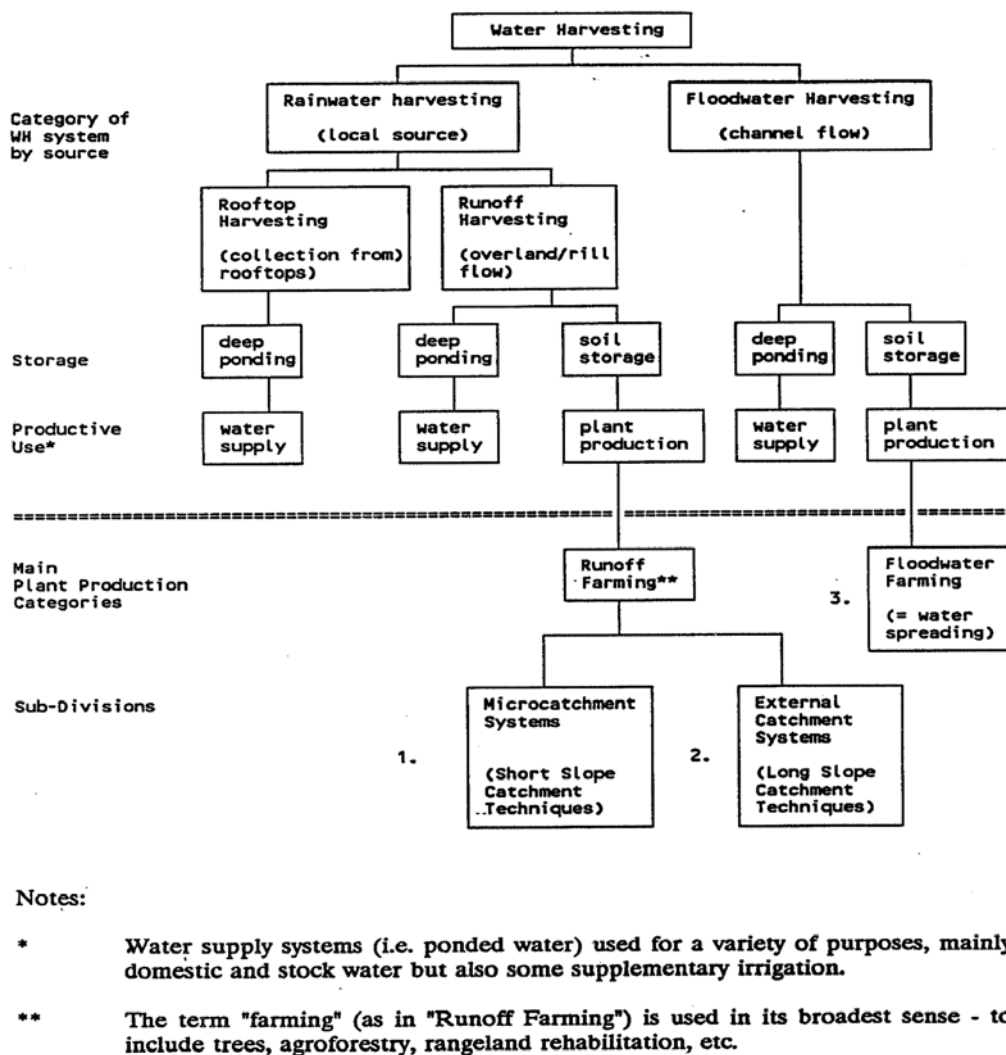 Water Harvesting
Category of
WH system
by source
Rainwater harvesting
(local source)
Floodwater Harvesting
(channel flow)
Rooftop
Harvesting
(collection from)
rooftops)
Runoff
Harvesting
(overland/rill
flow)
Storage
deep
ponding
deep
ponding
soil
storage
deep
ponding
soil
storage
Productive
Use*
water
supply
water
supply
plant
production
water
supply
plant
production
Main
Plant Production
Categories
Runoff
Farming**
3.
Floodwater
Farming
(= water
spreading)
Sub-Divisions
1.
Microcatchment
Systems
(Short Slope
Catchment
Techniques)
2.
External
Catchment
Systems
(Long Slope
Catchment
Techniques)
Notes:
* Water supply systems (i.e. ponded water) used for a variety of purposes, mainly
domestic and stock water but also some supplementary irrigation.
** The term "farming" (as in "Runoff Farming") is used in its broadest sense - to
include trees, agroforestry, rangeland rehabilitation, etc.